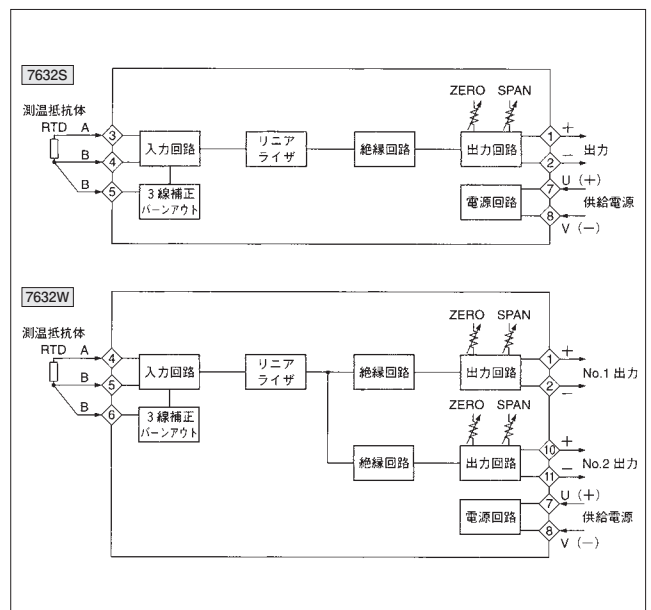 7632S
ZERO SPAN
測温抵抗体
RTD A
3
入力回路
リニア
ライザ
絶縁回路
出力回路
1 +
出力
2 −
B 4
B 5
3線補正
バーンアウト
電源回路
7 U (+)
供給電源
8
V (−)
7632W
ZERO SPAN
測温抵抗体
RTD A
4
入力回路
リニア
ライザ
絶縁回路
出力回路
1 +
No.1 出力
2 −
B 5
B 6
3線補正
バーンアウト
ZERO SPAN
絶縁回路
出力回路
10 +
No.2 出力
11 −
電源回路
7 U (+)
供給電源
8
V (−)